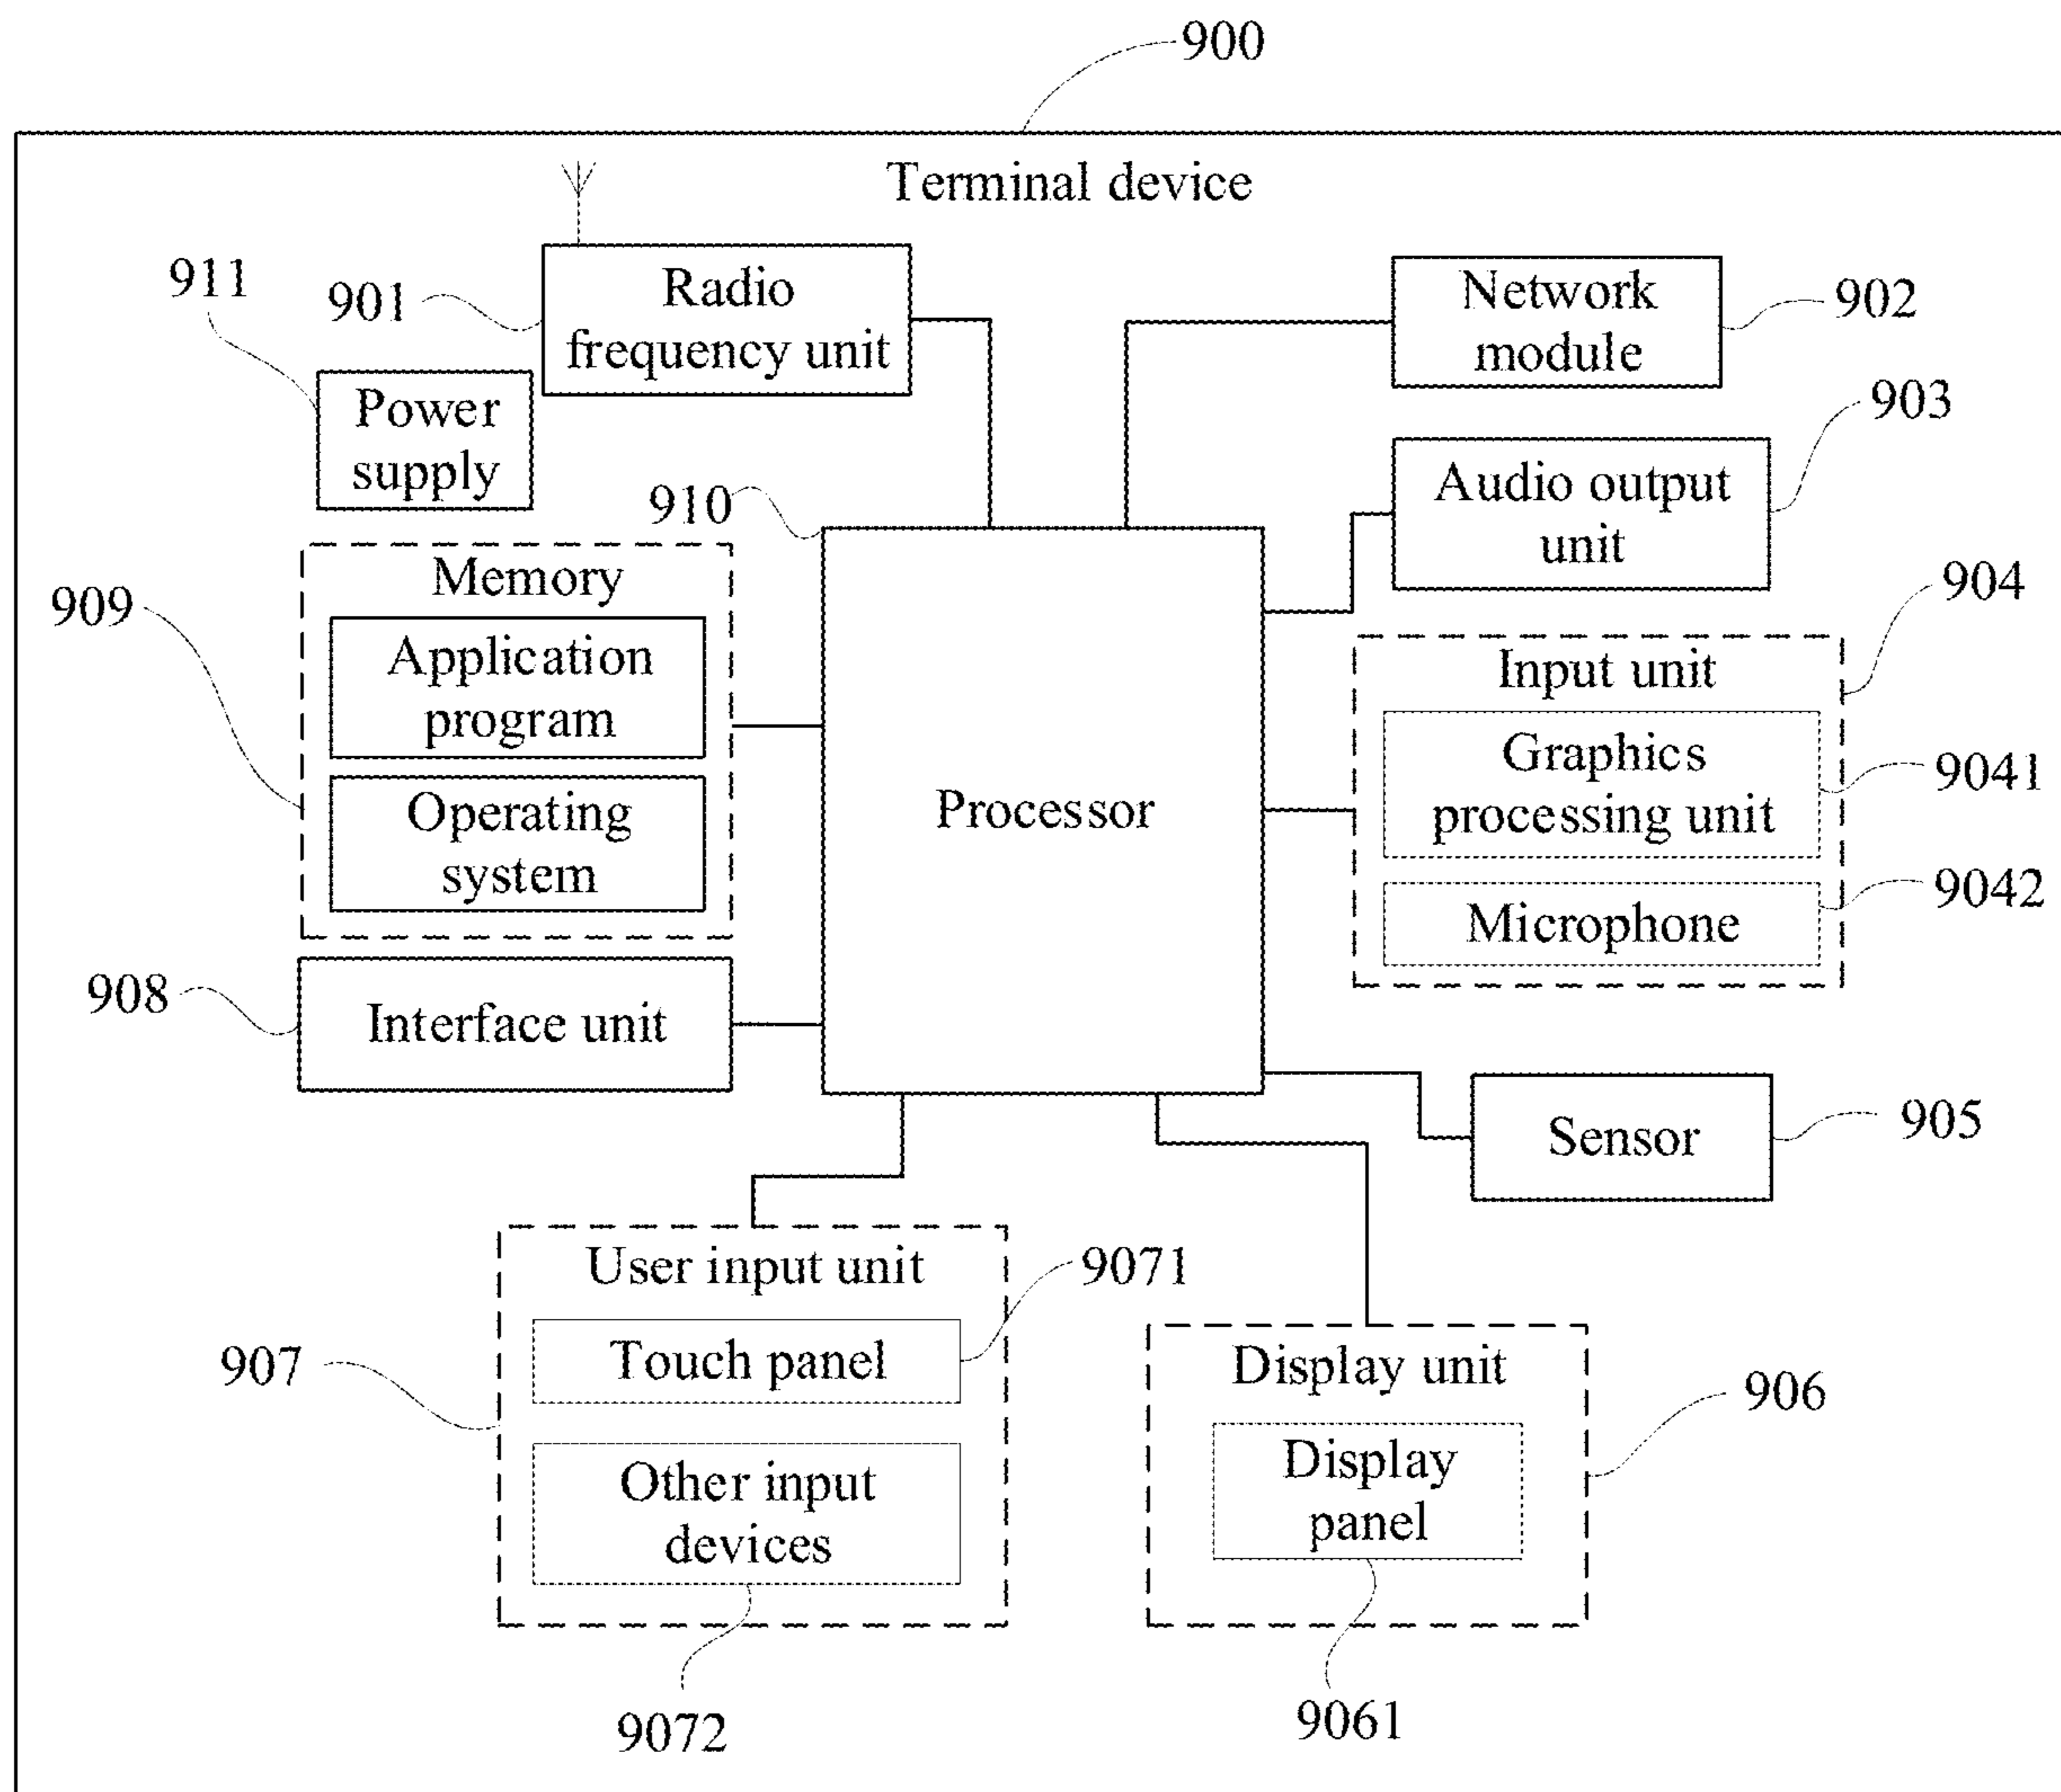 900
Terminal device
911
901
Radio
frequency unit
Network
module
902
Power
supply
903
Audio output
unit
910
Memory
909
Application
program
Operating
system
Processor
904
Input unit
Graphics
processing unit
9041
Microphone
9042
908
Interface unit
Sensor
905
User input unit
9071
Touch panel
907
Other input
devices
9072
Display unit
906
Display
panel
9061